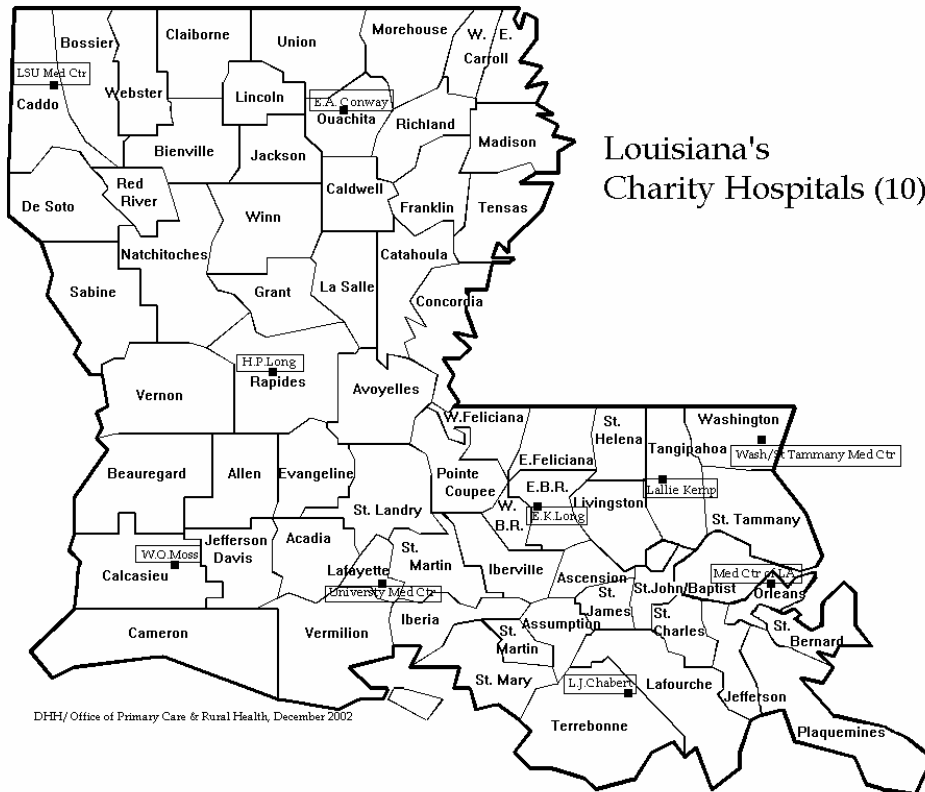 Louisiana's
Charity Hospitals (10)
Bossier
Claiborne
Union
Morehouse
W. E.
Carroll
LSU Med Ctr
Caddo
Webster
Lincoln
E.A. Conway
Ouachita
Richland
Madison
Bienville
Jackson
Red
River
Caldwell
Franklin
Tensas
De Soto
Winn
Natchitoches
Catahoula
Sabine
Grant
La Salle
Concordia
H.P.Long
Rapides
Vernon
Avoyelles
W.Feliciana
St.
Helena
Washington
Tangipahoa
Wash/St Tammany Med Ctr
E.Feliciana
Beauregard
Allen
Evangeline
Pointe
Coupee
E.B.R.
Lallie Kemp
Livingston
W.
B.R.
E.K.Long
St. Landry
St. Tammany
Jefferson
Davis
Acadia
St.
Martin
W.O.Moss
Calcasieu
Lafayette
University Med Ctr
Iberville
Ascension
St.John/Baptist
Med Ctr of LA
Orleans
St.
James
Cameron
Vermilion
Iberia
Assumption
St.
Charles
St.
Bernard
St.
Martin
St. Mary
L.J.Chabert
Lafourche
Jefferson
Terrebonne
Plaquemines
DHH/ Office of Primary Care & Rural Health, December 2002